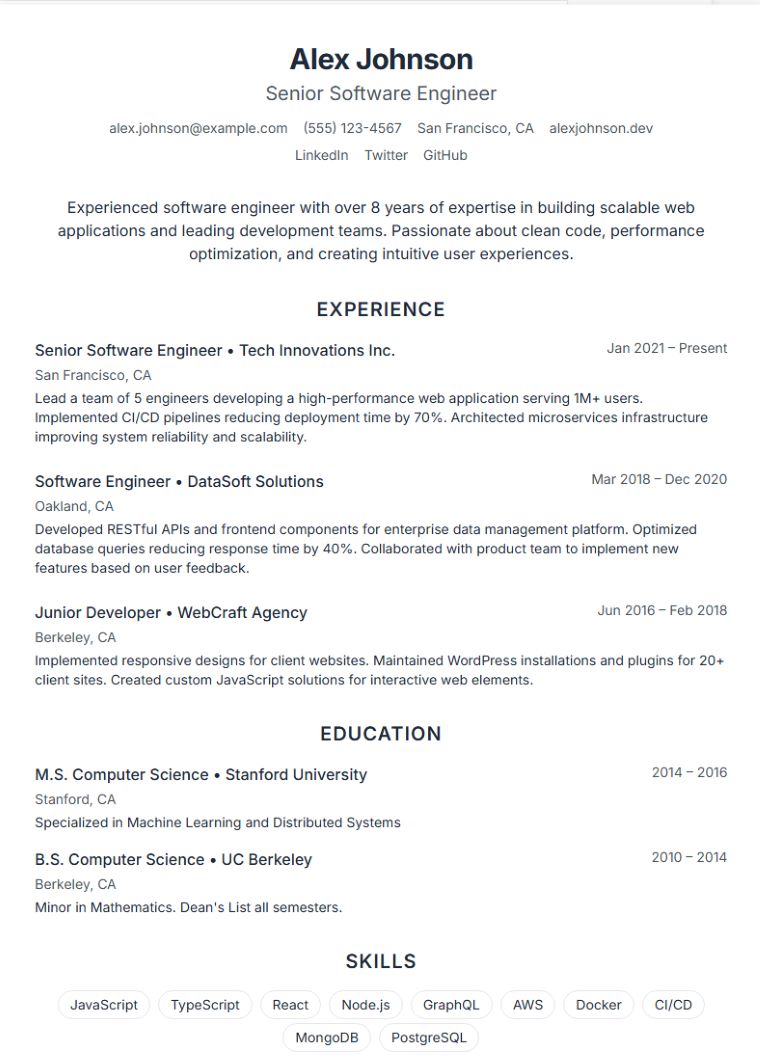 Alex Johnson
Senior Software Engineer
alex.johnson@example.com (555) 123-4567 San Francisco, CA alexjohnson.dev
LinkedIn Twitter GitHub
Experienced software engineer with over 8 years of expertise in building scalable web
applications and leading development teams. Passionate about clean code, performance
optimization, and creating intuitive user experiences.
EXPERIENCE
Senior Software Engineer • Tech Innovations Inc. Jan 2021 – Present
San Francisco, CA
Lead a team of 5 engineers developing a high-performance web application serving 1M+ users.
Implemented CI/CD pipelines reducing deployment time by 70%. Architected microservices infrastructure
improving system reliability and scalability.
Software Engineer • DataSoft Solutions Mar 2018 – Dec 2020
Oakland, CA
Developed RESTful APIs and frontend components for enterprise data management platform. Optimized
database queries reducing response time by 40%. Collaborated with product team to implement new
features based on user feedback.
Junior Developer • WebCraft Agency Jun 2016 – Feb 2018
Berkeley, CA
Implemented responsive designs for client websites. Maintained WordPress installations and plugins for 20+
client sites. Created custom JavaScript solutions for interactive web elements.
EDUCATION
M.S. Computer Science • Stanford University 2014 – 2016
Stanford, CA
Specialized in Machine Learning and Distributed Systems
B.S. Computer Science • UC Berkeley 2010 – 2014
Berkeley, CA
Minor in Mathematics. Dean's List all semesters.
SKILLS
JavaScript TypeScript React Node.js GraphQL AWS Docker CI/CD
MongoDB PostgreSQL